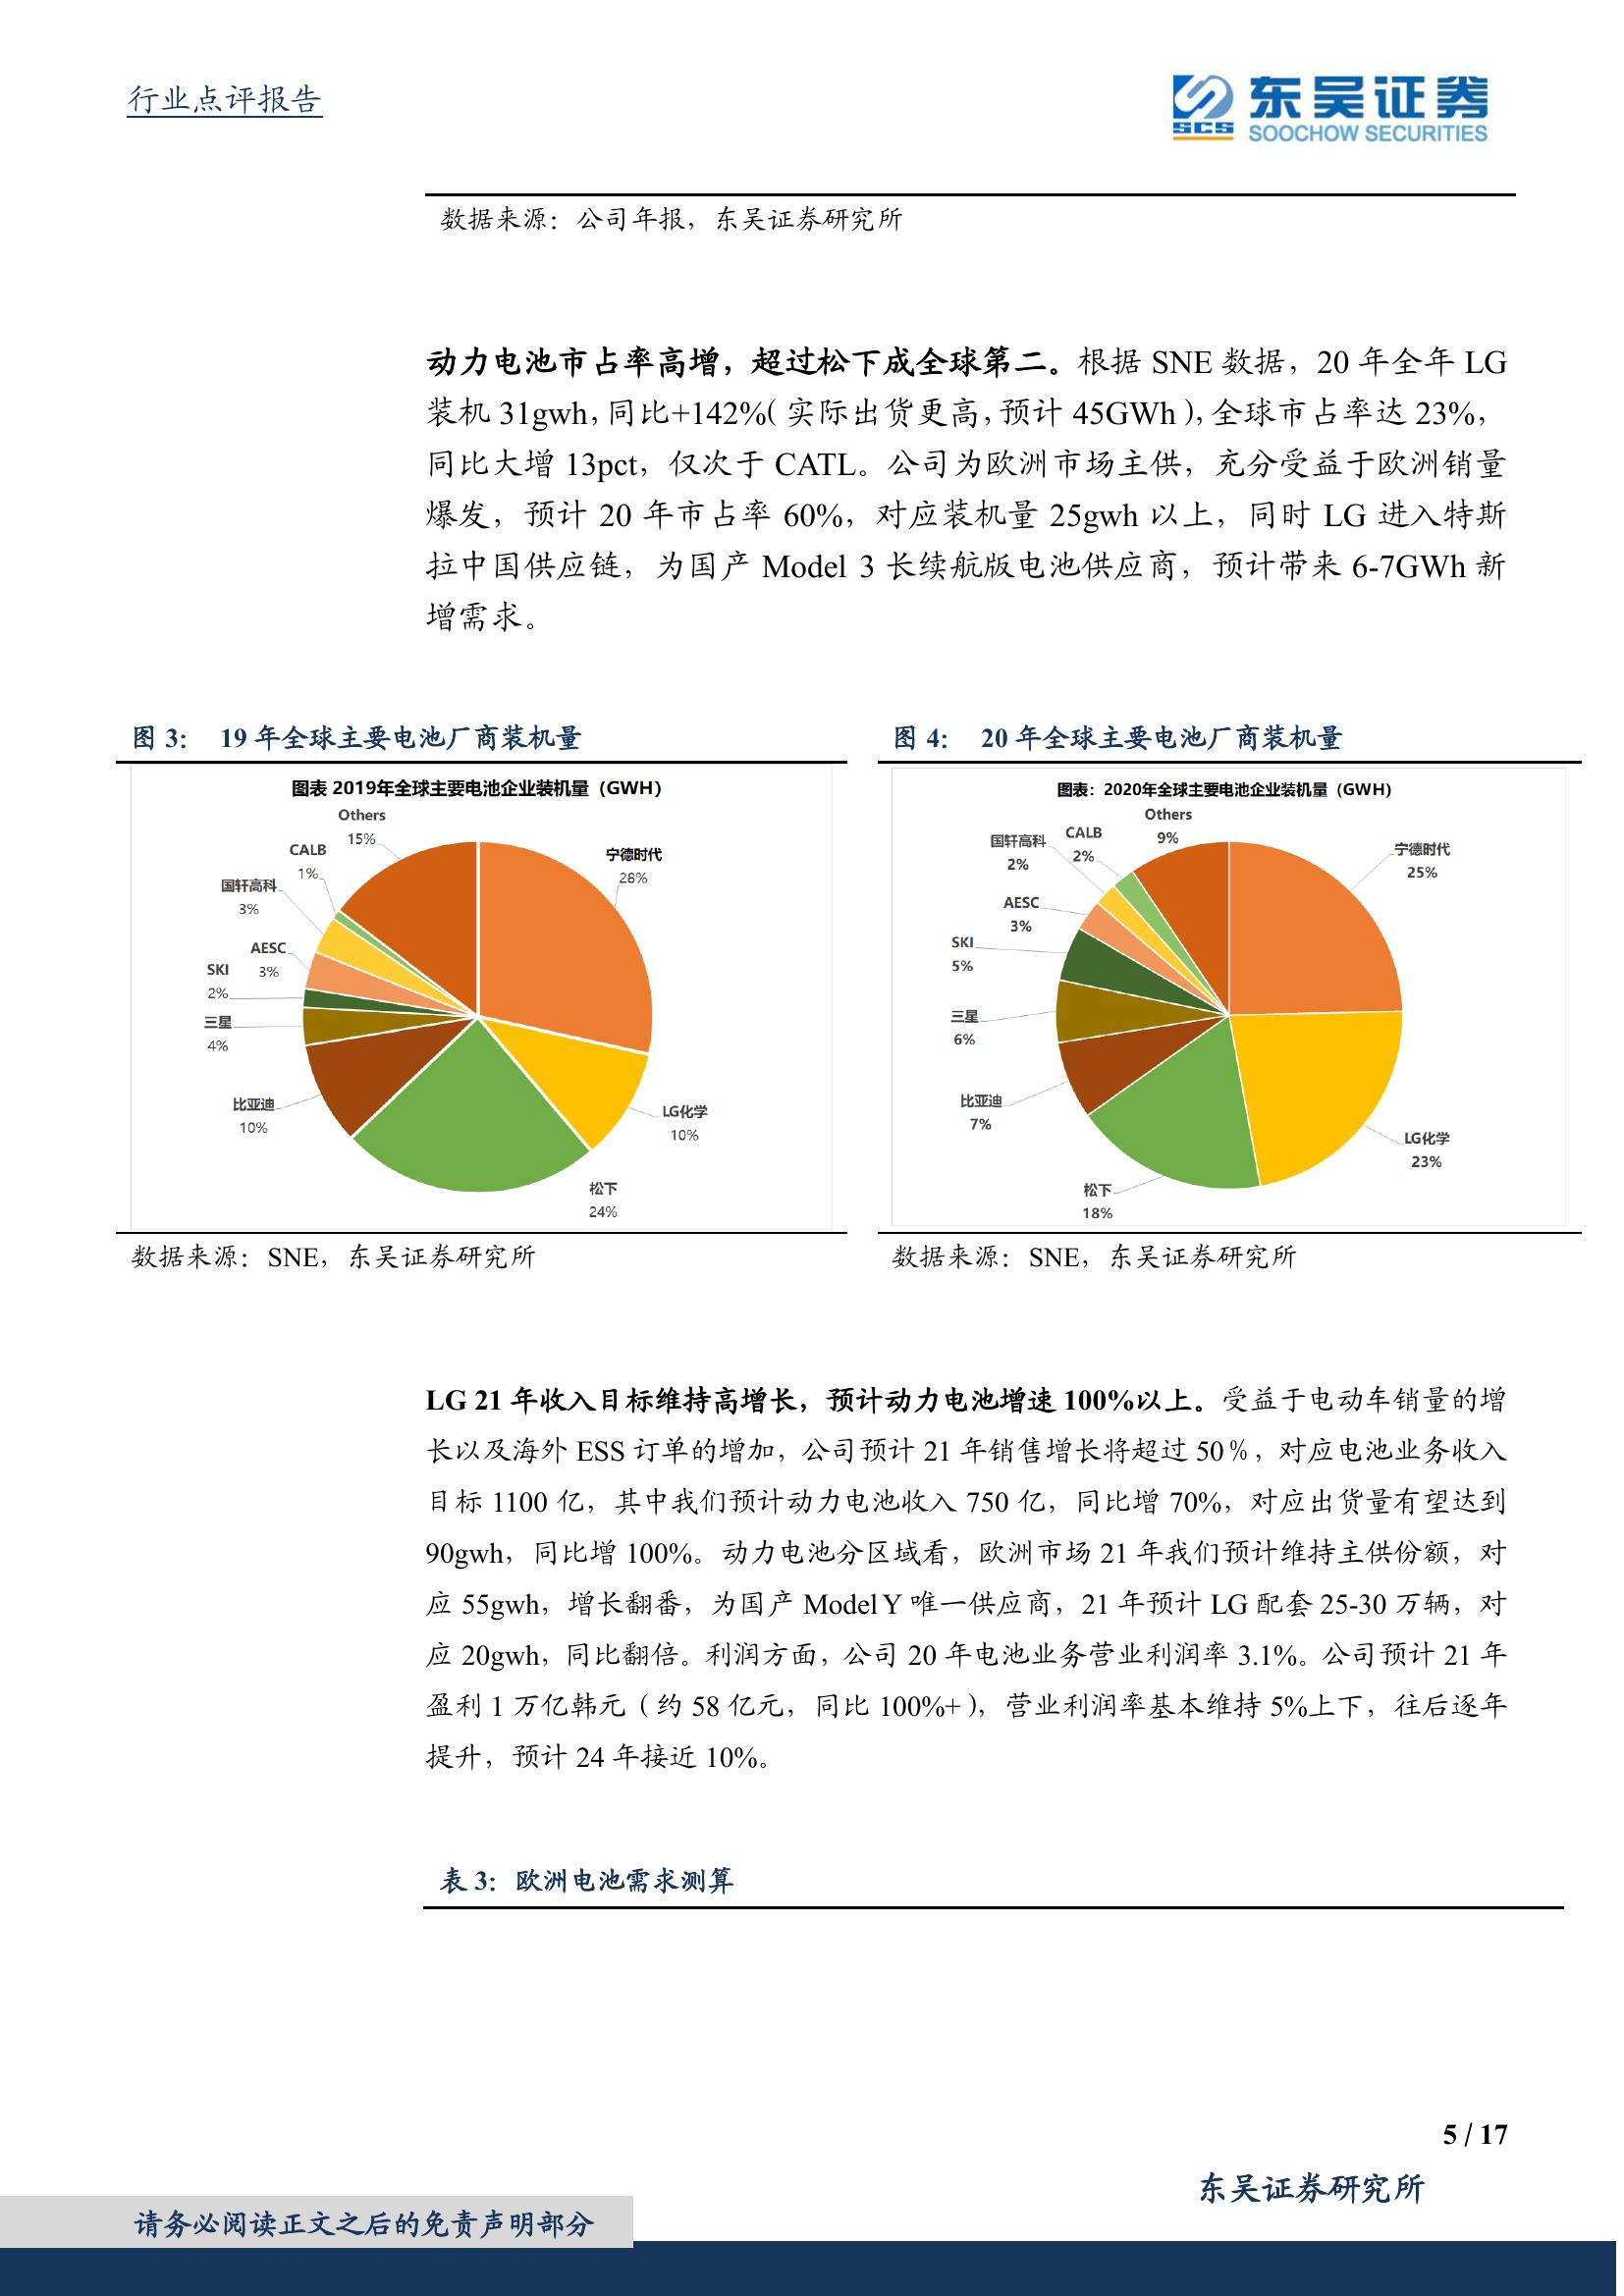 行业点评报告
SCS
东吴证券
SOOCHOW SECURITIES
数据来源：公司年报，东吴证券研究所
动力电池市占率高增，超过松下成全球第二。根据 SNE 数据，20 年全年 LG
装机 31gwh，同比+142%（实际出货更高，预计 45GWh），全球市占率达 23%，
同比大增 13pct，仅次于 CATL。公司为欧洲市场主供，充分受益于欧洲销量
爆发，预计 20 年市占率 60%，对应装机量 25gwh 以上，同时 LG 进入特斯
拉中国供应链，为国产 Model 3 长续航版电池供应商，预计带来 6-7GWh 新
增需求。
图 3： 19 年全球主要电池厂商装机量
图表 2019年全球主要电池企业装机量（GWH）
Others
15%
CALB
1%
国轩高科
3%
AESC
3%
SKI
2%
三星
4%
比亚迪
10%
松下
24%
LG化学
10%
宁德时代
28%
数据来源：SNE，东吴证券研究所
图 4： 20 年全球主要电池厂商装机量
图表：2020年全球主要电池企业装机量（GWH）
Others
9%
CALB
2%
国轩高科
2%
AESC
3%
SKI
5%
三星
6%
比亚迪
7%
松下
18%
LG化学
23%
宁德时代
25%
数据来源：SNE，东吴证券研究所
LG 21 年收入目标维持高增长，预计动力电池增速 100%以上。受益于电动车销量的增
长以及海外 ESS 订单的增加，公司预计 21 年销售增长将超过 50％，对应电池业务收入
目标 1100 亿，其中我们预计动力电池收入 750 亿，同比增 70%，对应出货量有望达到
90gwh，同比增 100%。动力电池分区域看，欧洲市场 21 年我们预计维持主供份额，对
应 55gwh，增长翻番，为国产 Model Y 唯一供应商，21 年预计 LG 配套 25-30 万辆，对
应 20gwh，同比翻倍。利润方面，公司 20 年电池业务营业利润率 3.1%。公司预计 21 年
盈利 1 万亿韩元（约 58 亿元，同比 100%+），营业利润率基本维持 5%上下，往后逐年
提升，预计 24 年接近 10%。
表 3：欧洲电池需求测算
5 / 17
东吴证券研究所
请务必阅读正文之后的免责声明部分